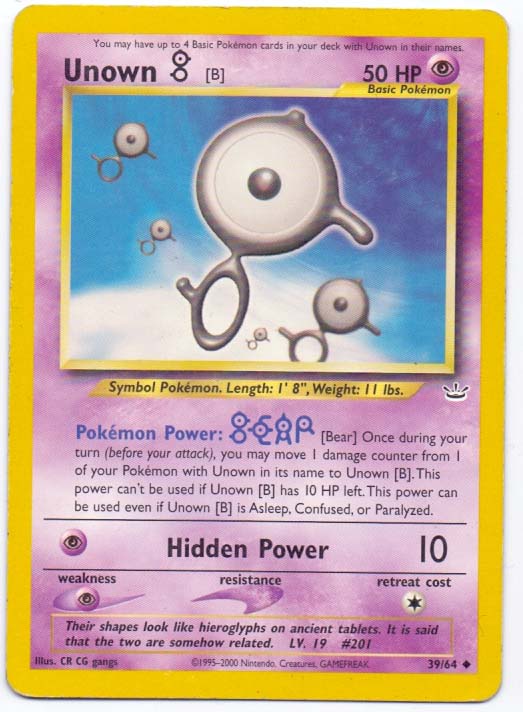 You may have up to 4 Basic Pokémon cards in your deck with Unown in their names.
Unown [B] 50 HP
Basic Pokémon
Symbol Pokémon. Length: 1' 8", Weight: 11 lbs.
Pokémon Power: BEAR [Bear] Once during your
turn (before your attack), you may move 1 damage counter from 1
of your Pokémon with Unown in its name to Unown [B]. This
power can't be used if Unown [B] has 10 HP left. This power can
be used even if Unown [B] is Asleep, Confused, or Paralyzed.
Hidden Power 10
weakness resistance retreat cost
Their shapes look like hieroglyphs on ancient tablets. It is said
that the two are somehow related. LV. 19 #201
Illus. CR CG gangs ©1995-2000 Nintendo, Creatures, GAMEFREAK. 39/64